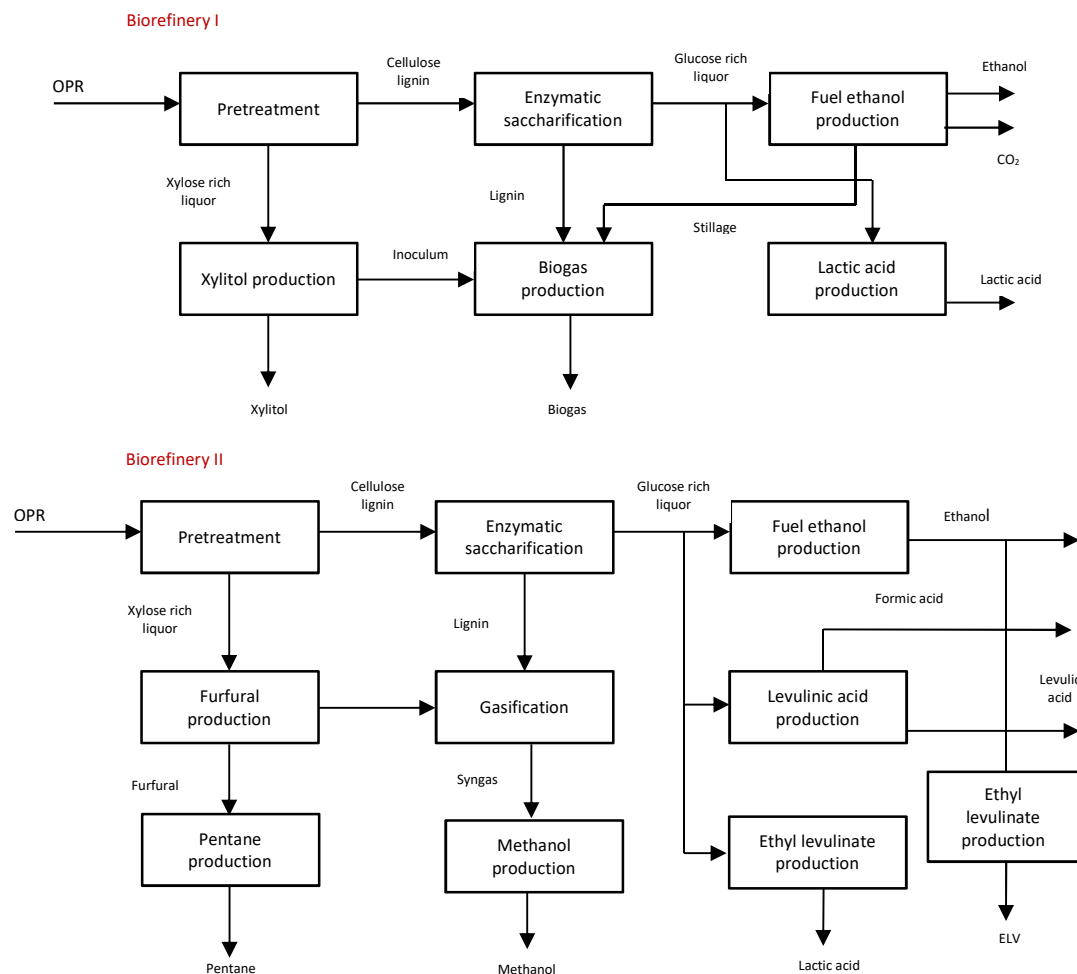 Biorefinery I
OPR
Pretreatment
Cellulose
lignin
Enzymatic
saccharification
Glucose rich
liquor
Fuel ethanol
production
Ethanol
CO₂
Xylose rich
liquor
Lignin
Stillage
Xylitol production
Inoculum
Biogas
production
Lactic acid
production
Lactic acid
Xylitol
Biogas
Biorefinery II
OPR
Pretreatment
Cellulose
lignin
Enzymatic
saccharification
Glucose rich
liquor
Fuel ethanol
production
Ethanol
Xylose rich
liquor
Lignin
Formic acid
Furfural
production
Gasification
Levulinic acid
production
Levulinic
acid
Furfural
Syngas
Pentane
production
Methanol
production
Ethyl levulinate
production
Ethyl
levulinate
production
Pentane
Methanol
Lactic acid
ELV